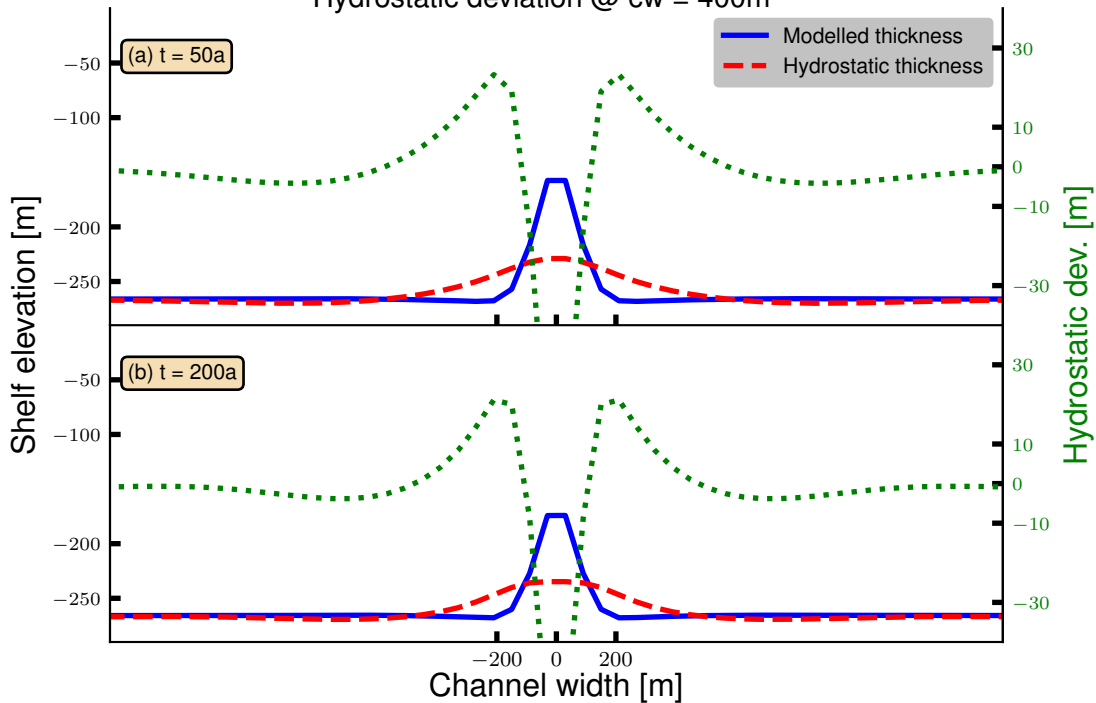 Hydrostatic deviation @ cw = 400m
(a) t = 50a
Modelled thickness
Hydrostatic thickness
−50
−100
−200
−250
30
10
0
−10
−30
(b) t = 200a
−50
−100
−200
−250
30
10
0
−10
−30
Shelf elevation [m]
Hydrostatic dev. [m]
−200 0 200
Channel width [m]